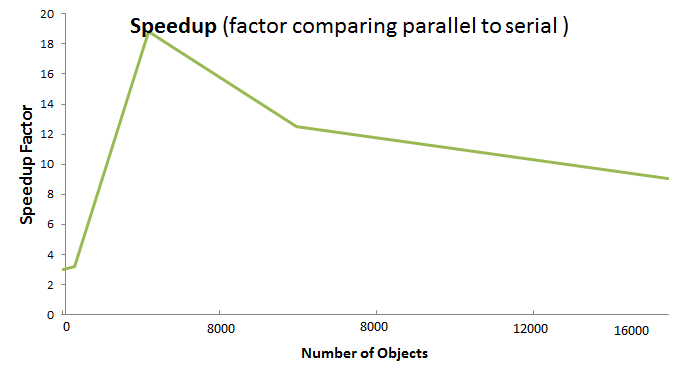 Speedup (factor comparing parallel to serial )
20
18
16
14
12
10
8
6
4
2
0
Speedup Factor
0 8000 8000 12000 16000
Number of Objects